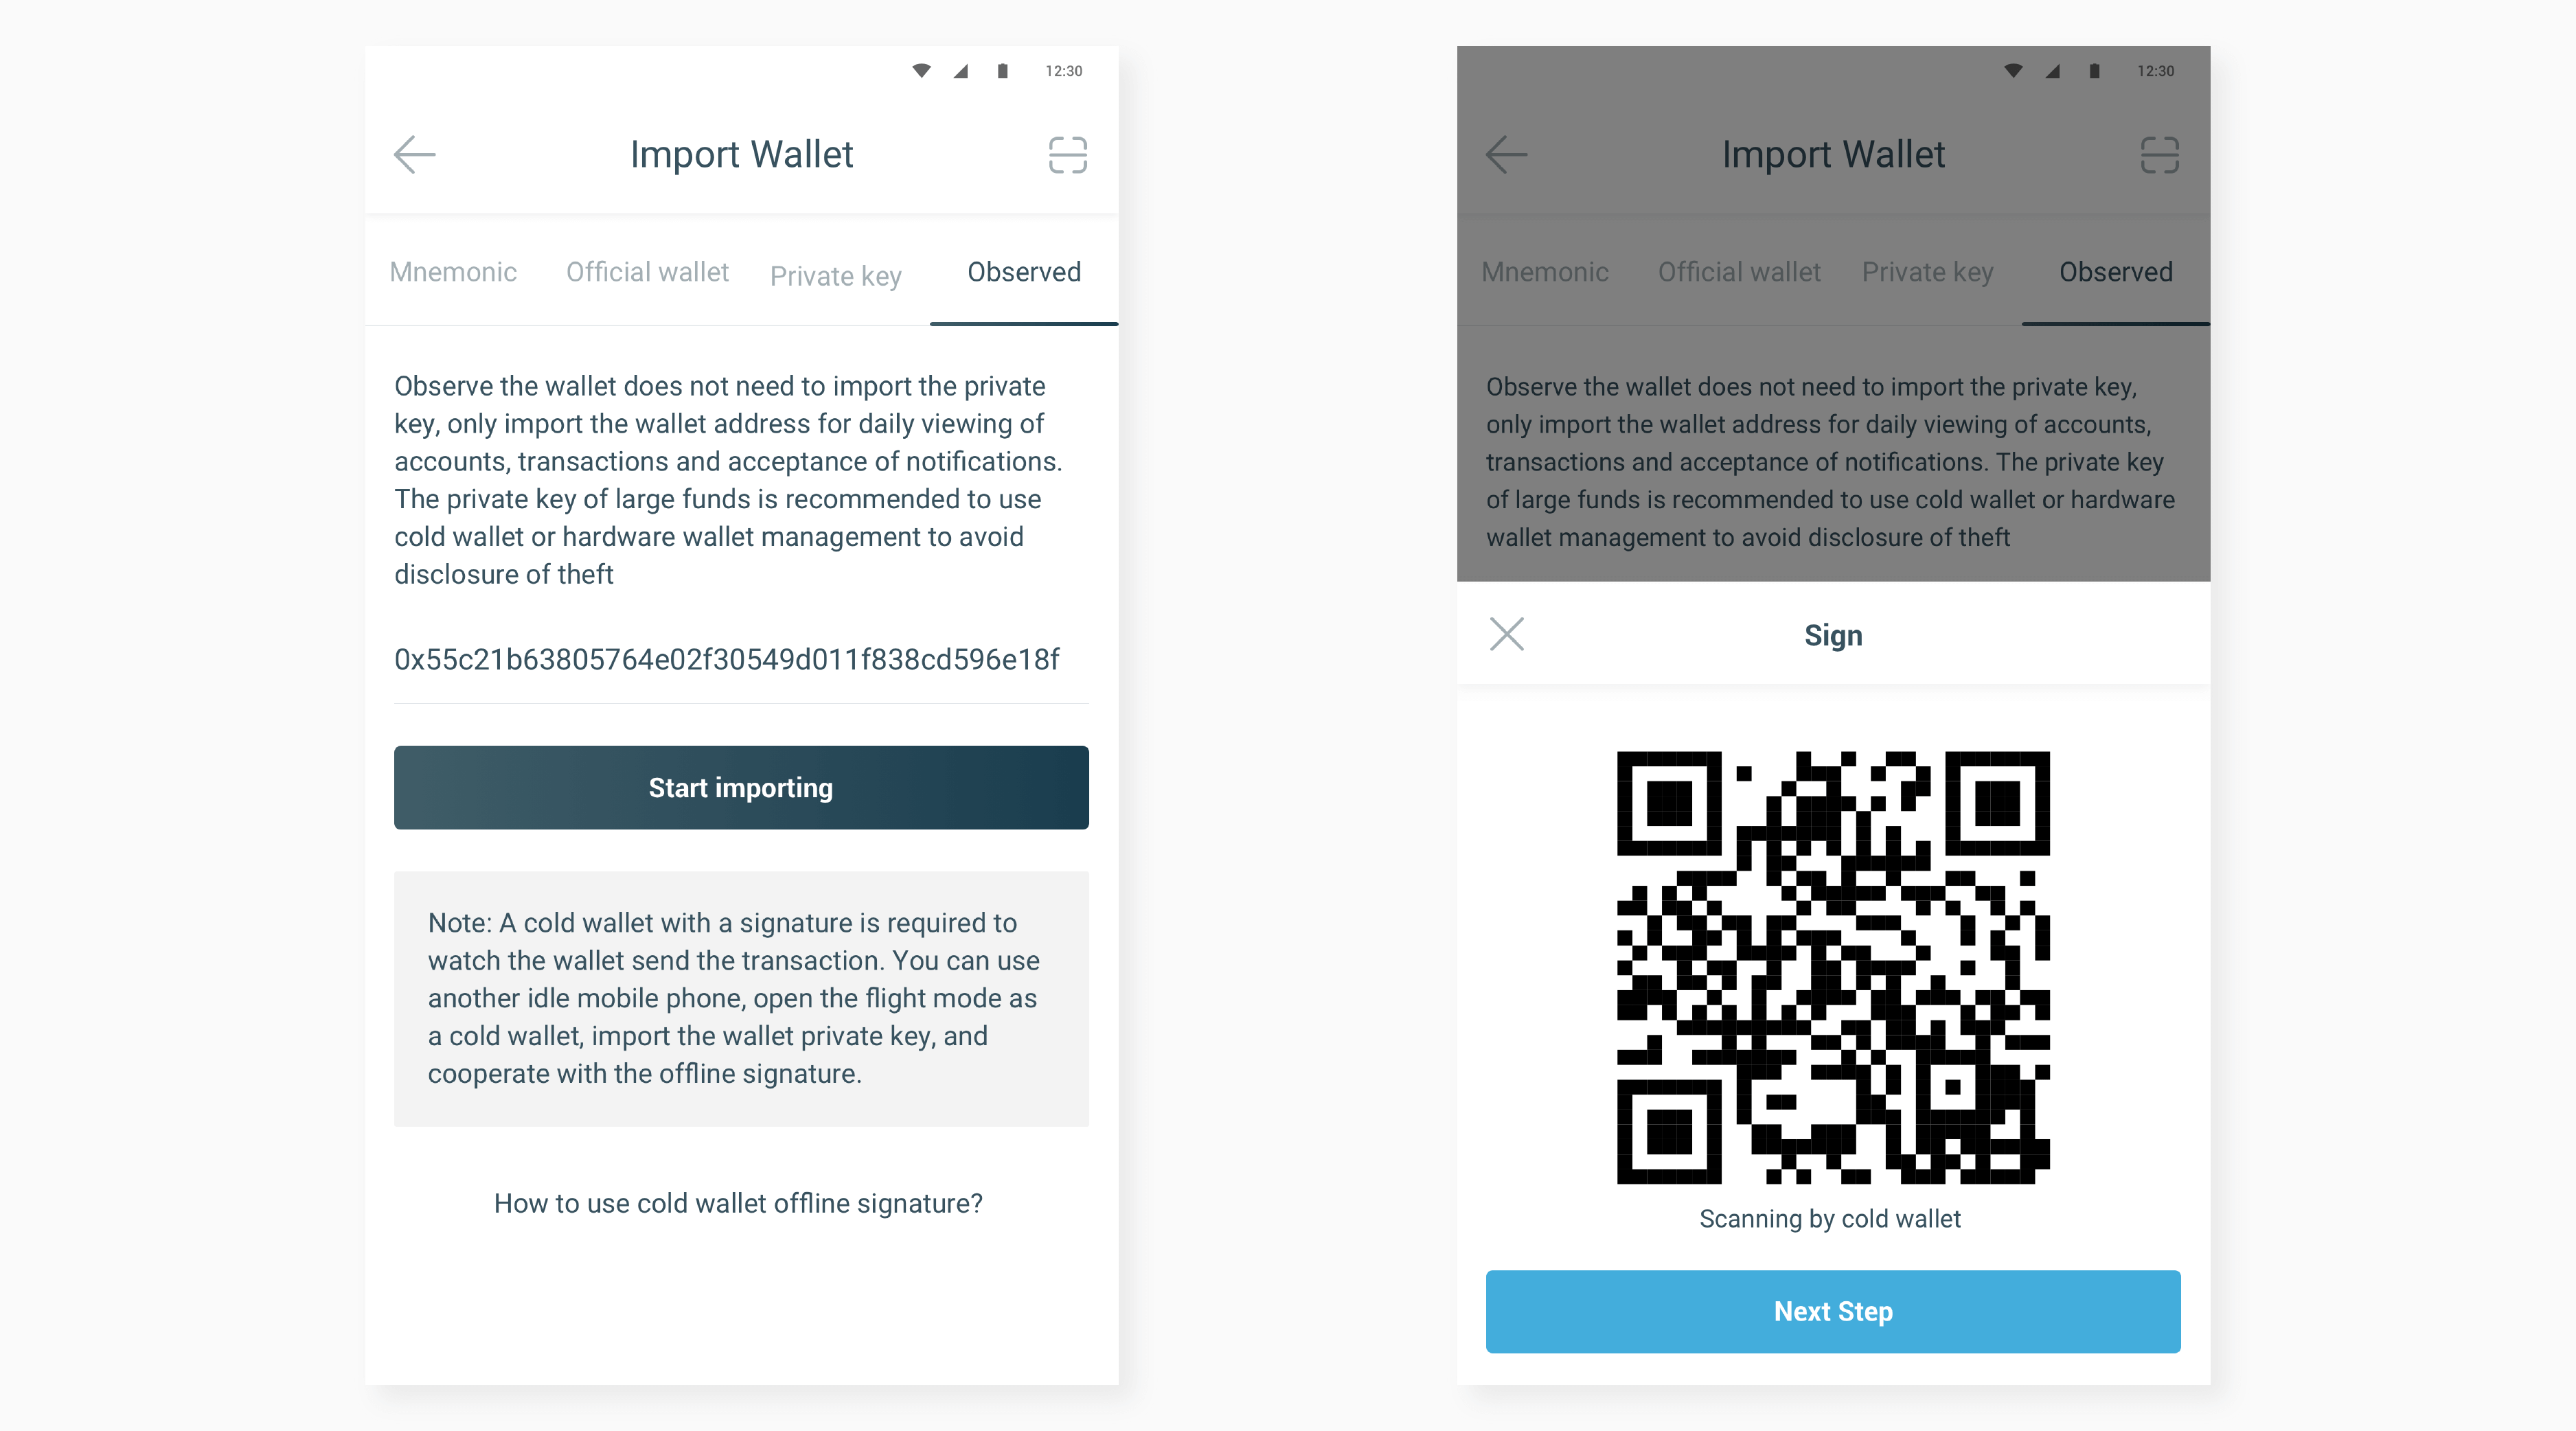 12:30
Import Wallet
Mnemonic Official wallet Private key Observed
Observe the wallet does not need to import the private
key, only import the wallet address for daily viewing of
accounts, transactions and acceptance of notifications.
The private key of large funds is recommended to use
cold wallet or hardware wallet management to avoid
disclosure of theft
0x55c21b63805764e02f30549d011f838cd596e18f
Start importing
Note: A cold wallet with a signature is required to
watch the wallet send the transaction. You can use
another idle mobile phone, open the flight mode as
a cold wallet, import the wallet private key, and
cooperate with the offline signature.
How to use cold wallet offline signature?
12:30
Import Wallet
Mnemonic Official wallet Private key Observed
Observe the wallet does not need to import the private key,
only import the wallet address for daily viewing of accounts,
transactions and acceptance of notifications. The private key
of large funds is recommended to use cold wallet or hardware
wallet management to avoid disclosure of theft
Sign
Scanning by cold wallet
Next Step